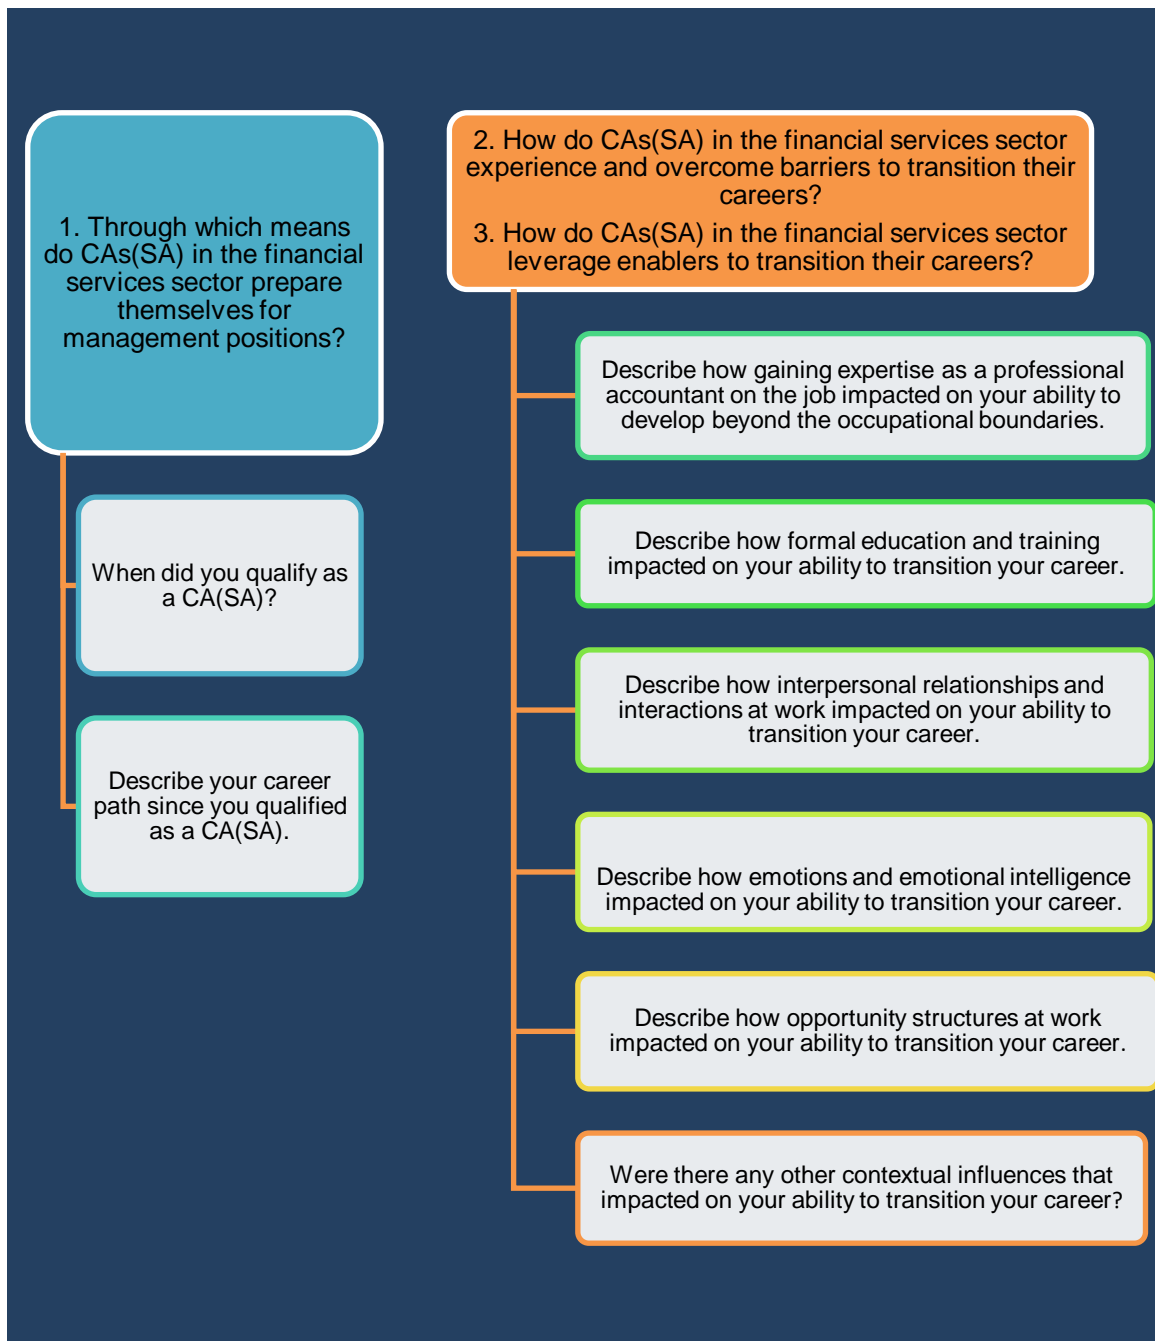 1. Through which means
do CAs(SA) in the financial
services sector prepare
themselves for
management positions?
When did you qualify as
a CA(SA)?
Describe your career
path since you qualified
as a CA(SA).
2. How do CAs(SA) in the financial services sector
experience and overcome barriers to transition their
careers?
3. How do CAs(SA) in the financial services sector
leverage enablers to transition their careers?
Describe how gaining expertise as a professional
accountant on the job impacted on your ability to
develop beyond the occupational boundaries.
Describe how formal education and training
impacted on your ability to transition your career.
Describe how interpersonal relationships and
interactions at work impacted on your ability to
transition your career.
Describe how emotions and emotional intelligence
impacted on your ability to transition your career.
Describe how opportunity structures at work
impacted on your ability to transition your career.
Were there any other contextual influences that
impacted on your ability to transition your career?